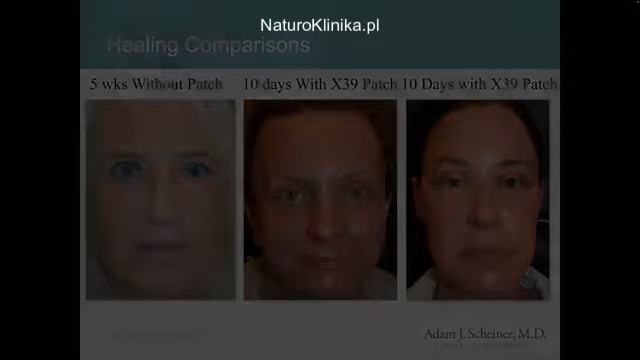 NaturoKlinika.pl
Healing Comparisons
5 wks Without Patch
10 days With X39 Patch
10 Days with X39 Patch
Adam J. Scheiner, M.D.